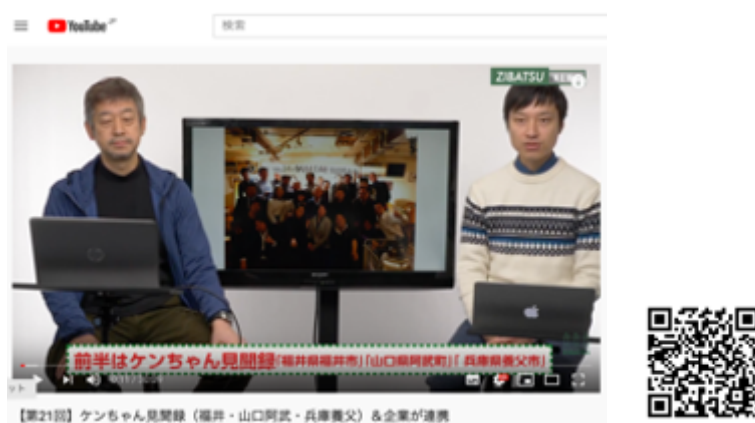 YouTube JP
検索
ZIBATSU
前半はケンちゃん見聞録「福井県福井市」「山口県阿武町」「兵庫県養父市」
【第21回】ケンちゃん見聞録(福井・山口阿武・兵庫養父)&企業が連携